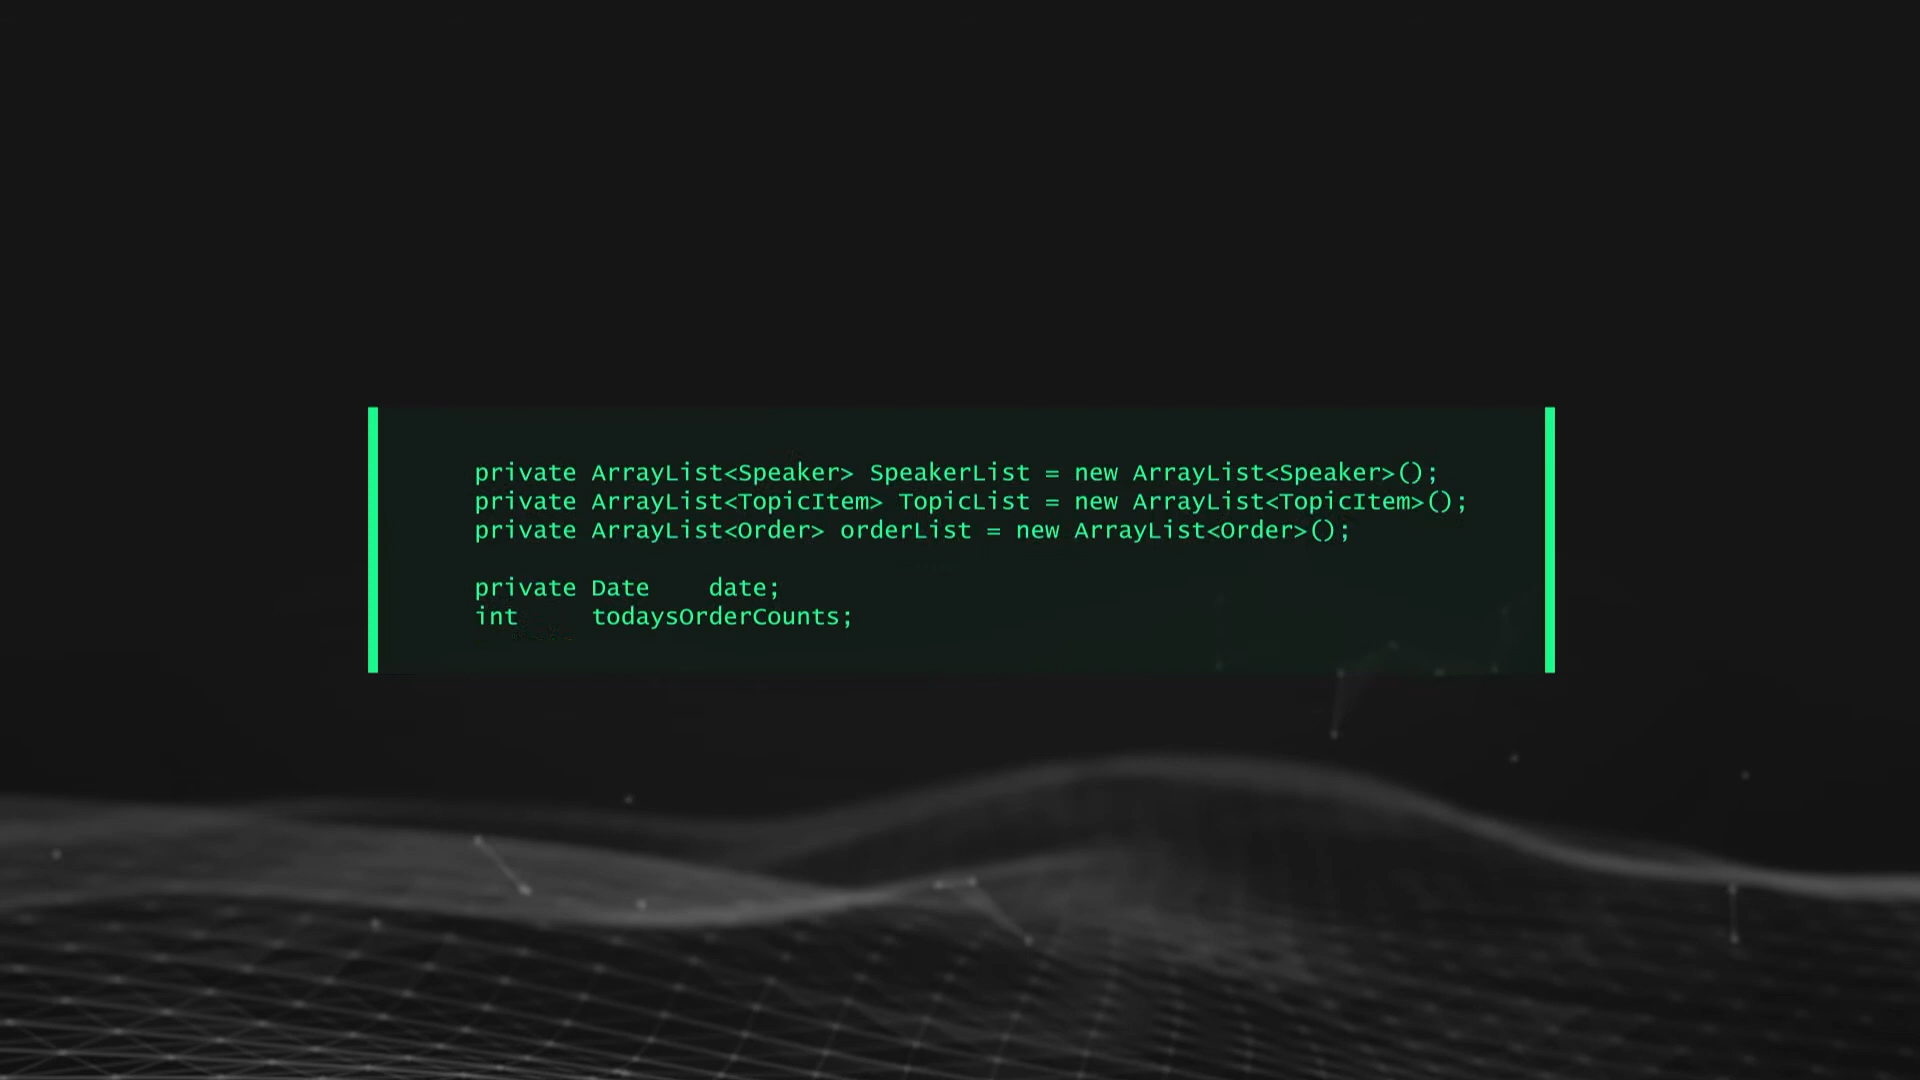 private ArrayList<Speaker> SpeakerList = new ArrayList<Speaker>();
private ArrayList<TopicItem> TopicList = new ArrayList<TopicItem>();
private ArrayList<Order> orderList = new ArrayList<Order>();
private Date    date;
int     todaysOrderCounts;